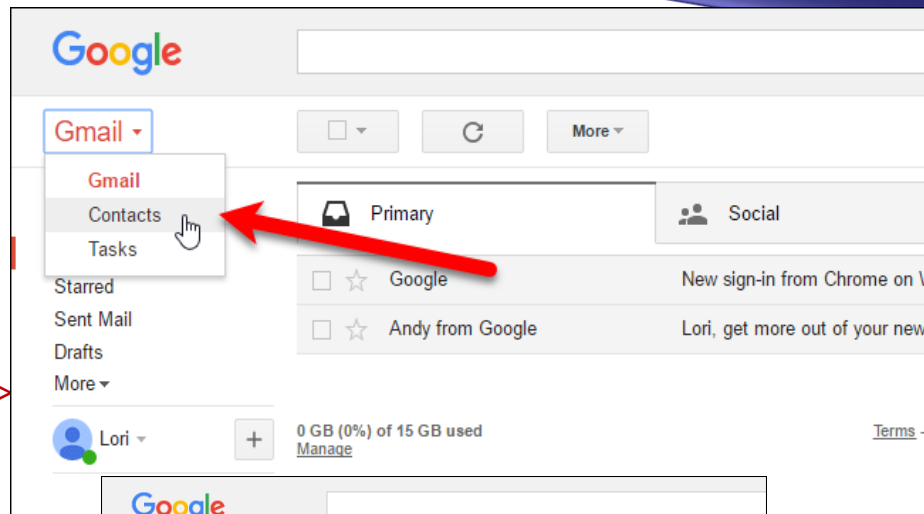 Google
Gmail
More
Gmail
Contacts
Tasks
Primary
Social
Starred
Google
New sign-in from Chrome on
Sent Mail
Andy from Google
Lori, get more out of your new
Drafts
More
>
Lori
+
0 GB (0%) of 15 GB used
Manage
Terms -
Google